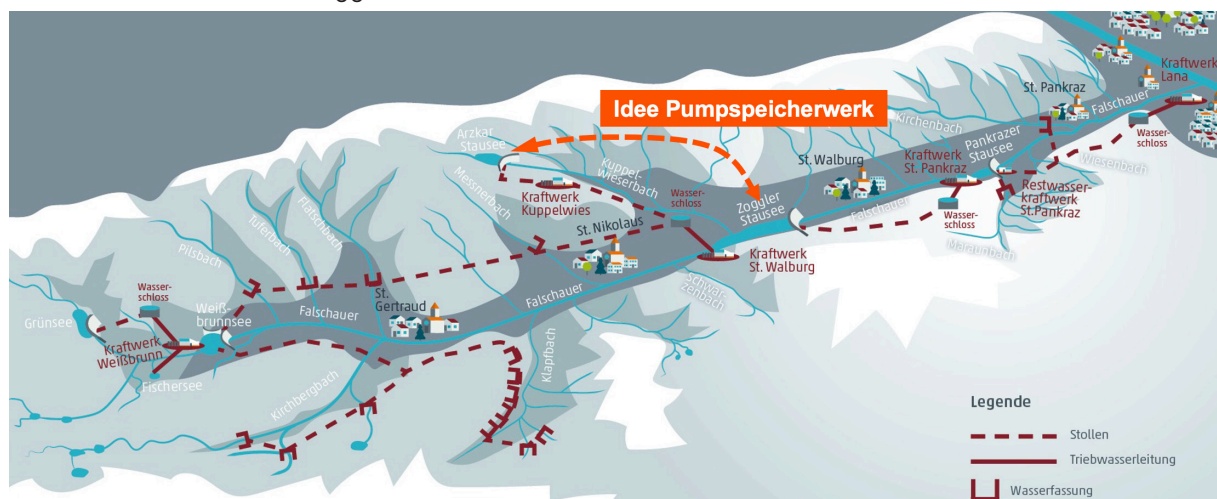 Idee Pumpspeicherwerk
Kraftwerk
Lana
St. Pankraz
Falschauer
Wasser-
schloss
Kirchenbach
Pankrazer
Stausee
Wiesenbach
Arzkar
Stausee
St. Walburg
Kraftwerk
St. Pankraz
Restwasser-
kraftwerk
St.Pankraz
Kuppel-
Wieserbach
Messnerbach
Kraftwerk
Kuppelwies
Wasser-
schloss
Zoggler
Stausee
Falschauer
Wasser-
schloss
Maraunbach
Flatschbach
Tuferbach
Pilsbach
St. Nikolaus
Kraftwerk
St. Walburg
Schwar-
zenbach
Wasser-
schloss
Weiß-
brunnsee
Grünsee
St.
Gertraud
Falschauer
Falschauer
Kraftwerk
Weißbrunn
Fischersee
Klapfbach
Kirchbergbach
Legende
Stollen
Triebwasserleitung
Wasserfassung